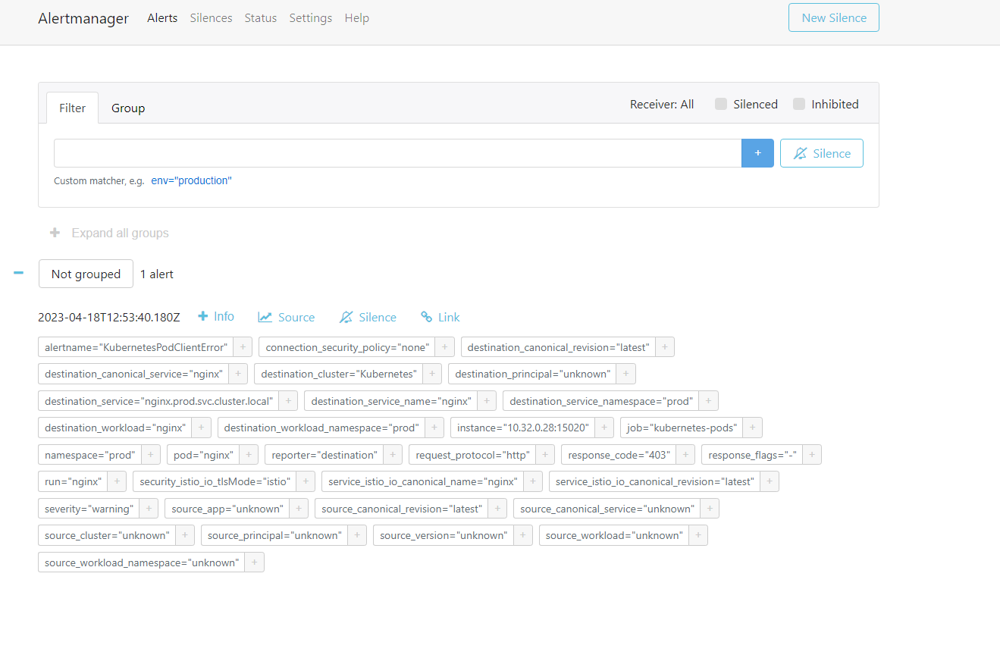 Alertmanager Alerts Silences Status Settings Help New Silence
Filter Group Receiver: All Silenced Inhibited
+ Silence
Custom matcher, e.g. env="production"
+ Expand all groups
− Not grouped 1 alert
2023-04-18T12:53:40.180Z + Info Source Silence Link
alertname="KubernetesPodClientError" + connection_security_policy="none" + destination_canonical_revision="latest" +
destination_canonical_service="nginx" + destination_cluster="Kubernetes" + destination_principal="unknown" +
destination_service="nginx.prod.svc.cluster.local" + destination_service_name="nginx" + destination_service_namespace="prod" +
destination_workload="nginx" + destination_workload_namespace="prod" + instance="10.32.0.28:15020" + job="kubernetes-pods" +
namespace="prod" + pod="nginx" + reporter="destination" + request_protocol="http" + response_code="403" + response_flags="-" +
run="nginx" + security_istio_io_tlsMode="istio" + service_istio_io_canonical_name="nginx" + service_istio_io_canonical_revision="latest" +
severity="warning" + source_app="unknown" + source_canonical_revision="latest" + source_canonical_service="unknown" +
source_cluster="unknown" + source_principal="unknown" + source_version="unknown" + source_workload="unknown" +
source_workload_namespace="unknown" +